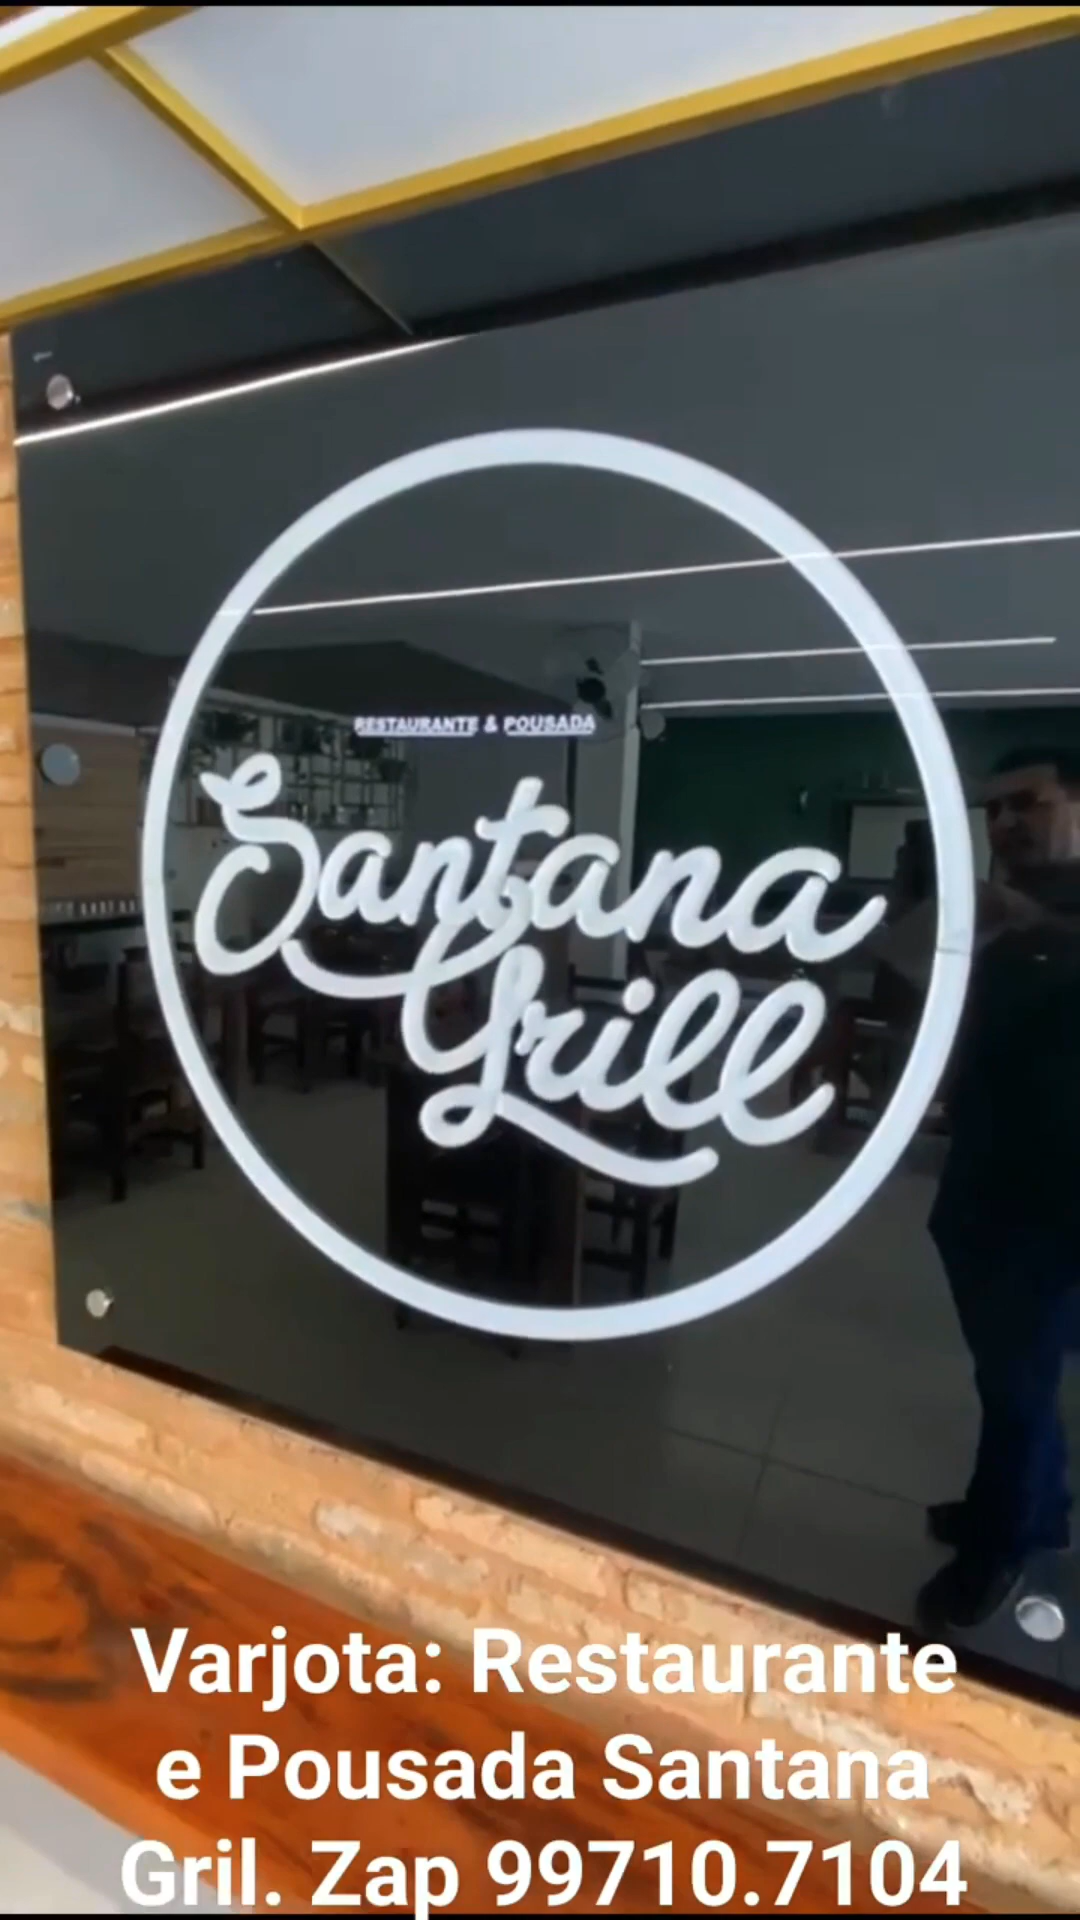 RESTAURANTE & POUSADA
Santana
Grill
Varjota: Restaurante
e Pousada Santana
Gril. Zap 99710.7104